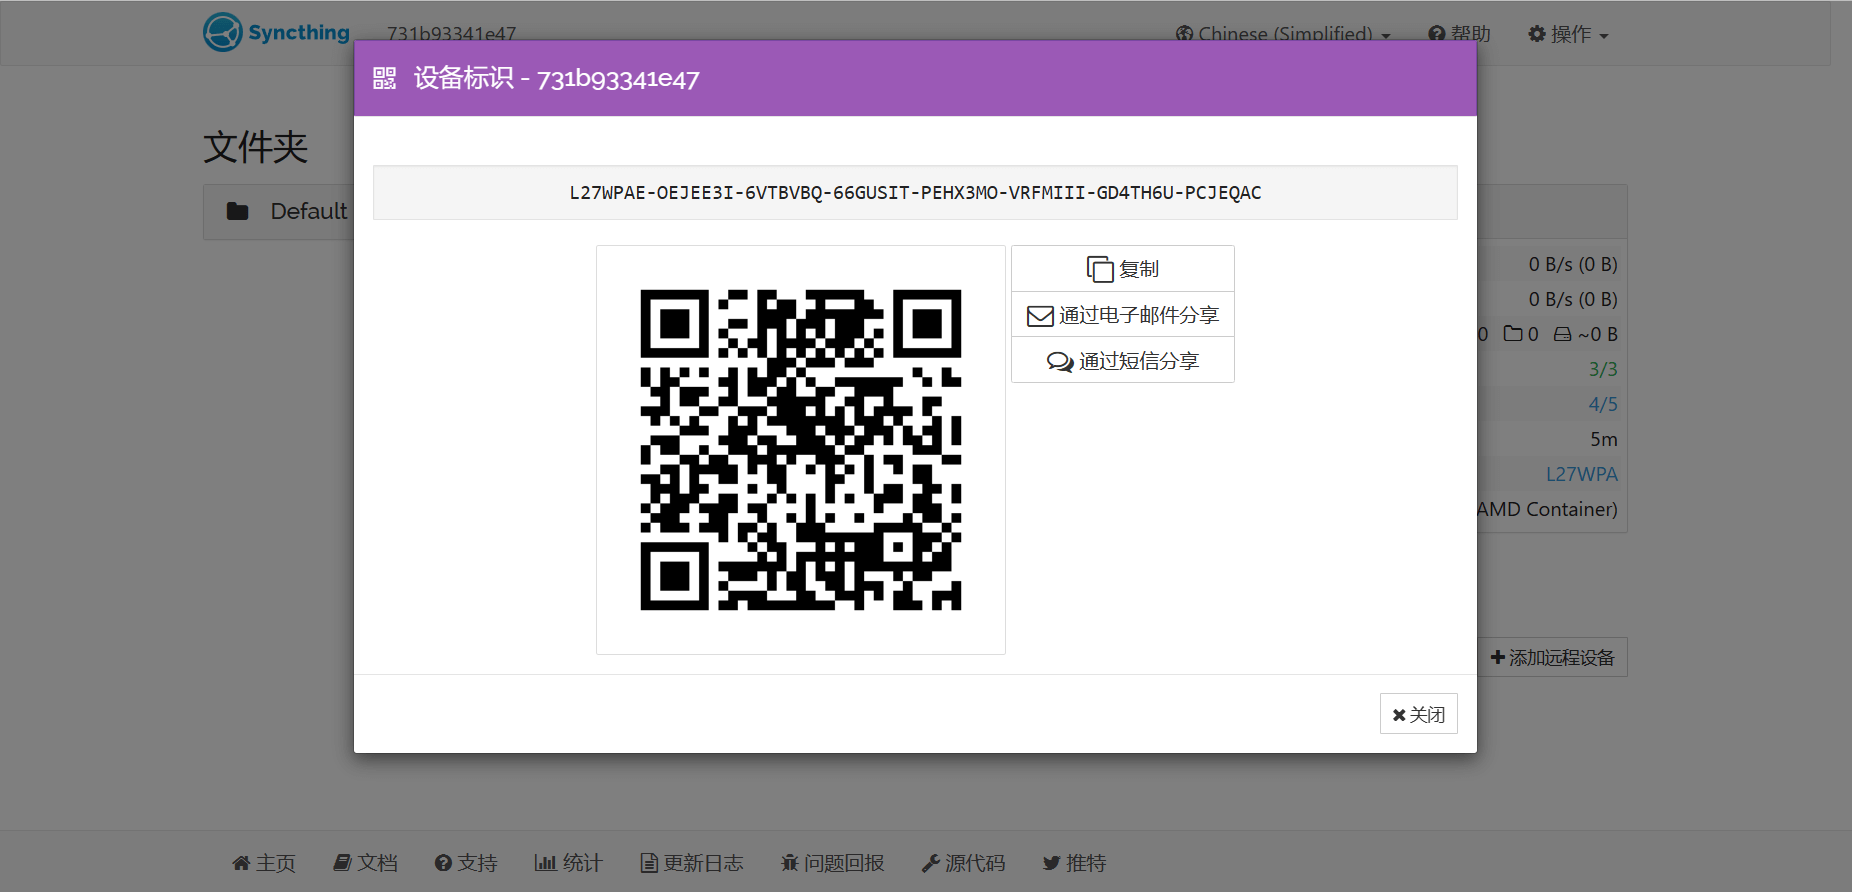 Syncthing 731b93341e47 Chinese (Simplified) 帮助 操作
设备标识 - 731b93341e47
文件夹
L27WPAE-OEJEE3I-6VTBVBQ-66GUSIT-PEHX3MO-VRFMIII-GD4TH6U-PCJEQAC
Default
复制
通过电子邮件分享
通过短信分享
0 B/s (0 B)
0 B/s (0 B)
0 0 ~0 B
3/3
4/5
5m
L27WPA
AMD Container)
添加远程设备
关闭
主页 文档 支持 统计 更新日志 问题回报 源代码 推特